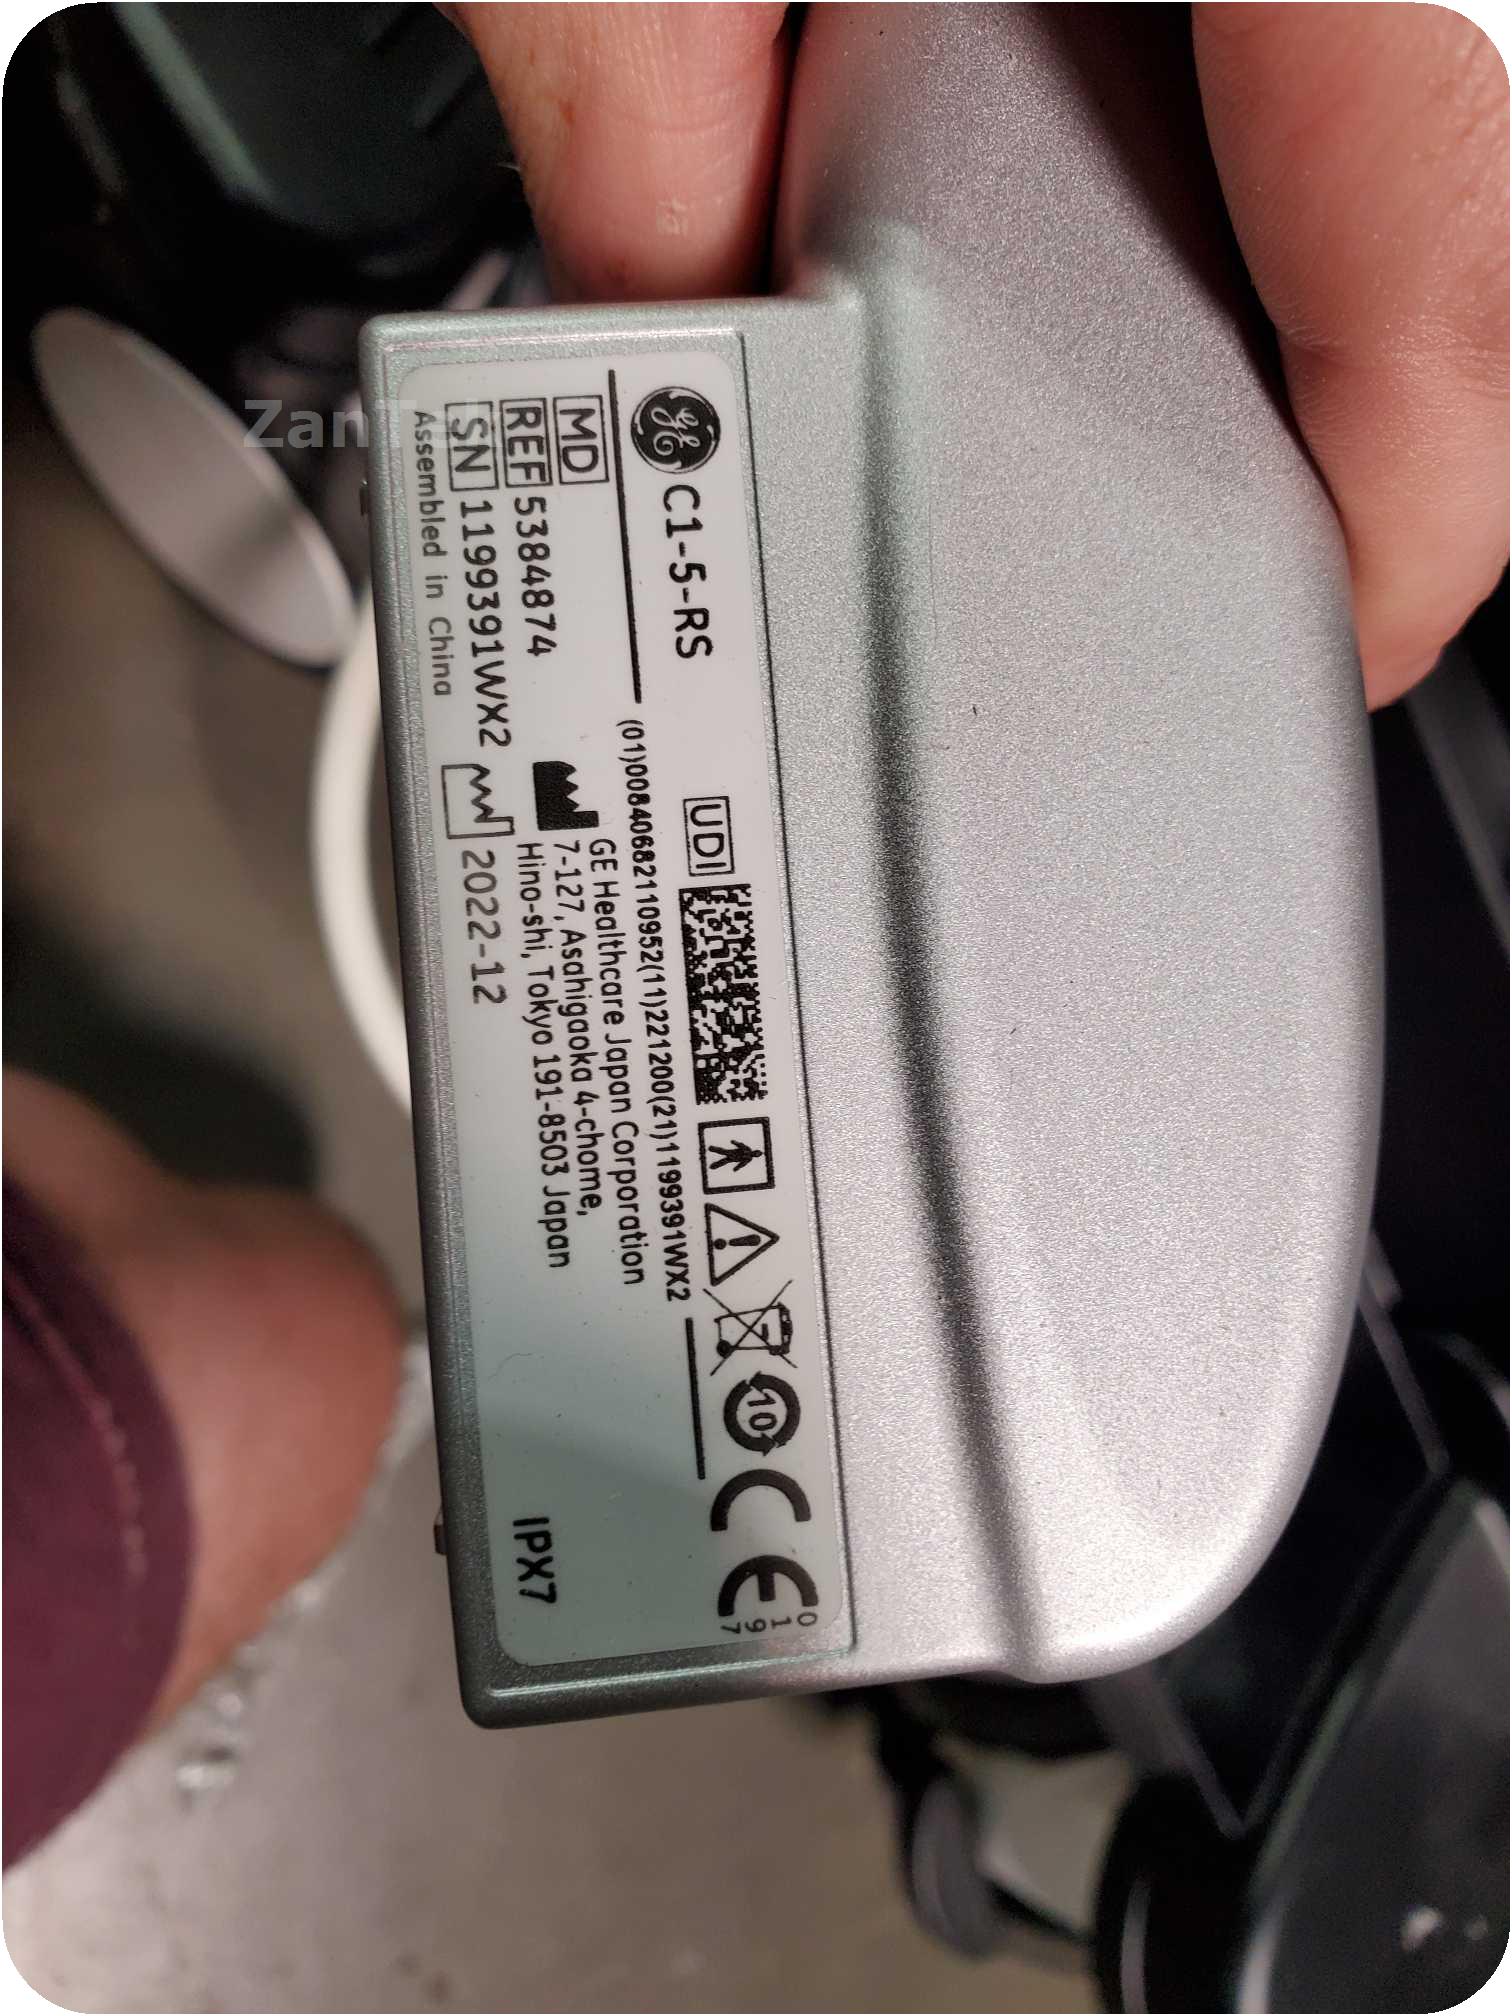 GE C1-5-RS
UDI
(01)00840682110952(11)221200(21)1199391WX2
MD
REF 5384874
SN 1199391WX2
Assembled in China
GE Healthcare Japan Corporation
7-127, Asahigaoka 4-chome,
Hino-shi, Tokyo 191-8503 Japan
2022-12
10
CE
0197
IPX7